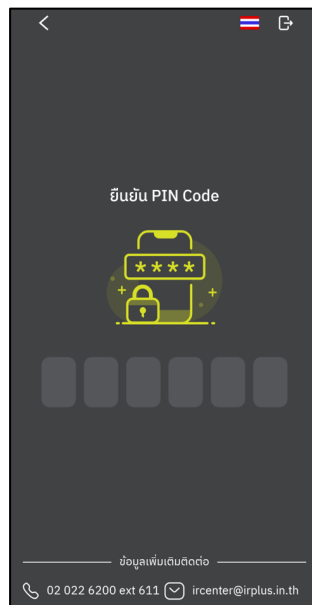 ยืนยัน PIN Code
****
ข้อมูลเพิ่มเติมติดต่อ
02 022 6200 ext 611 ircenter@irplus.in.th